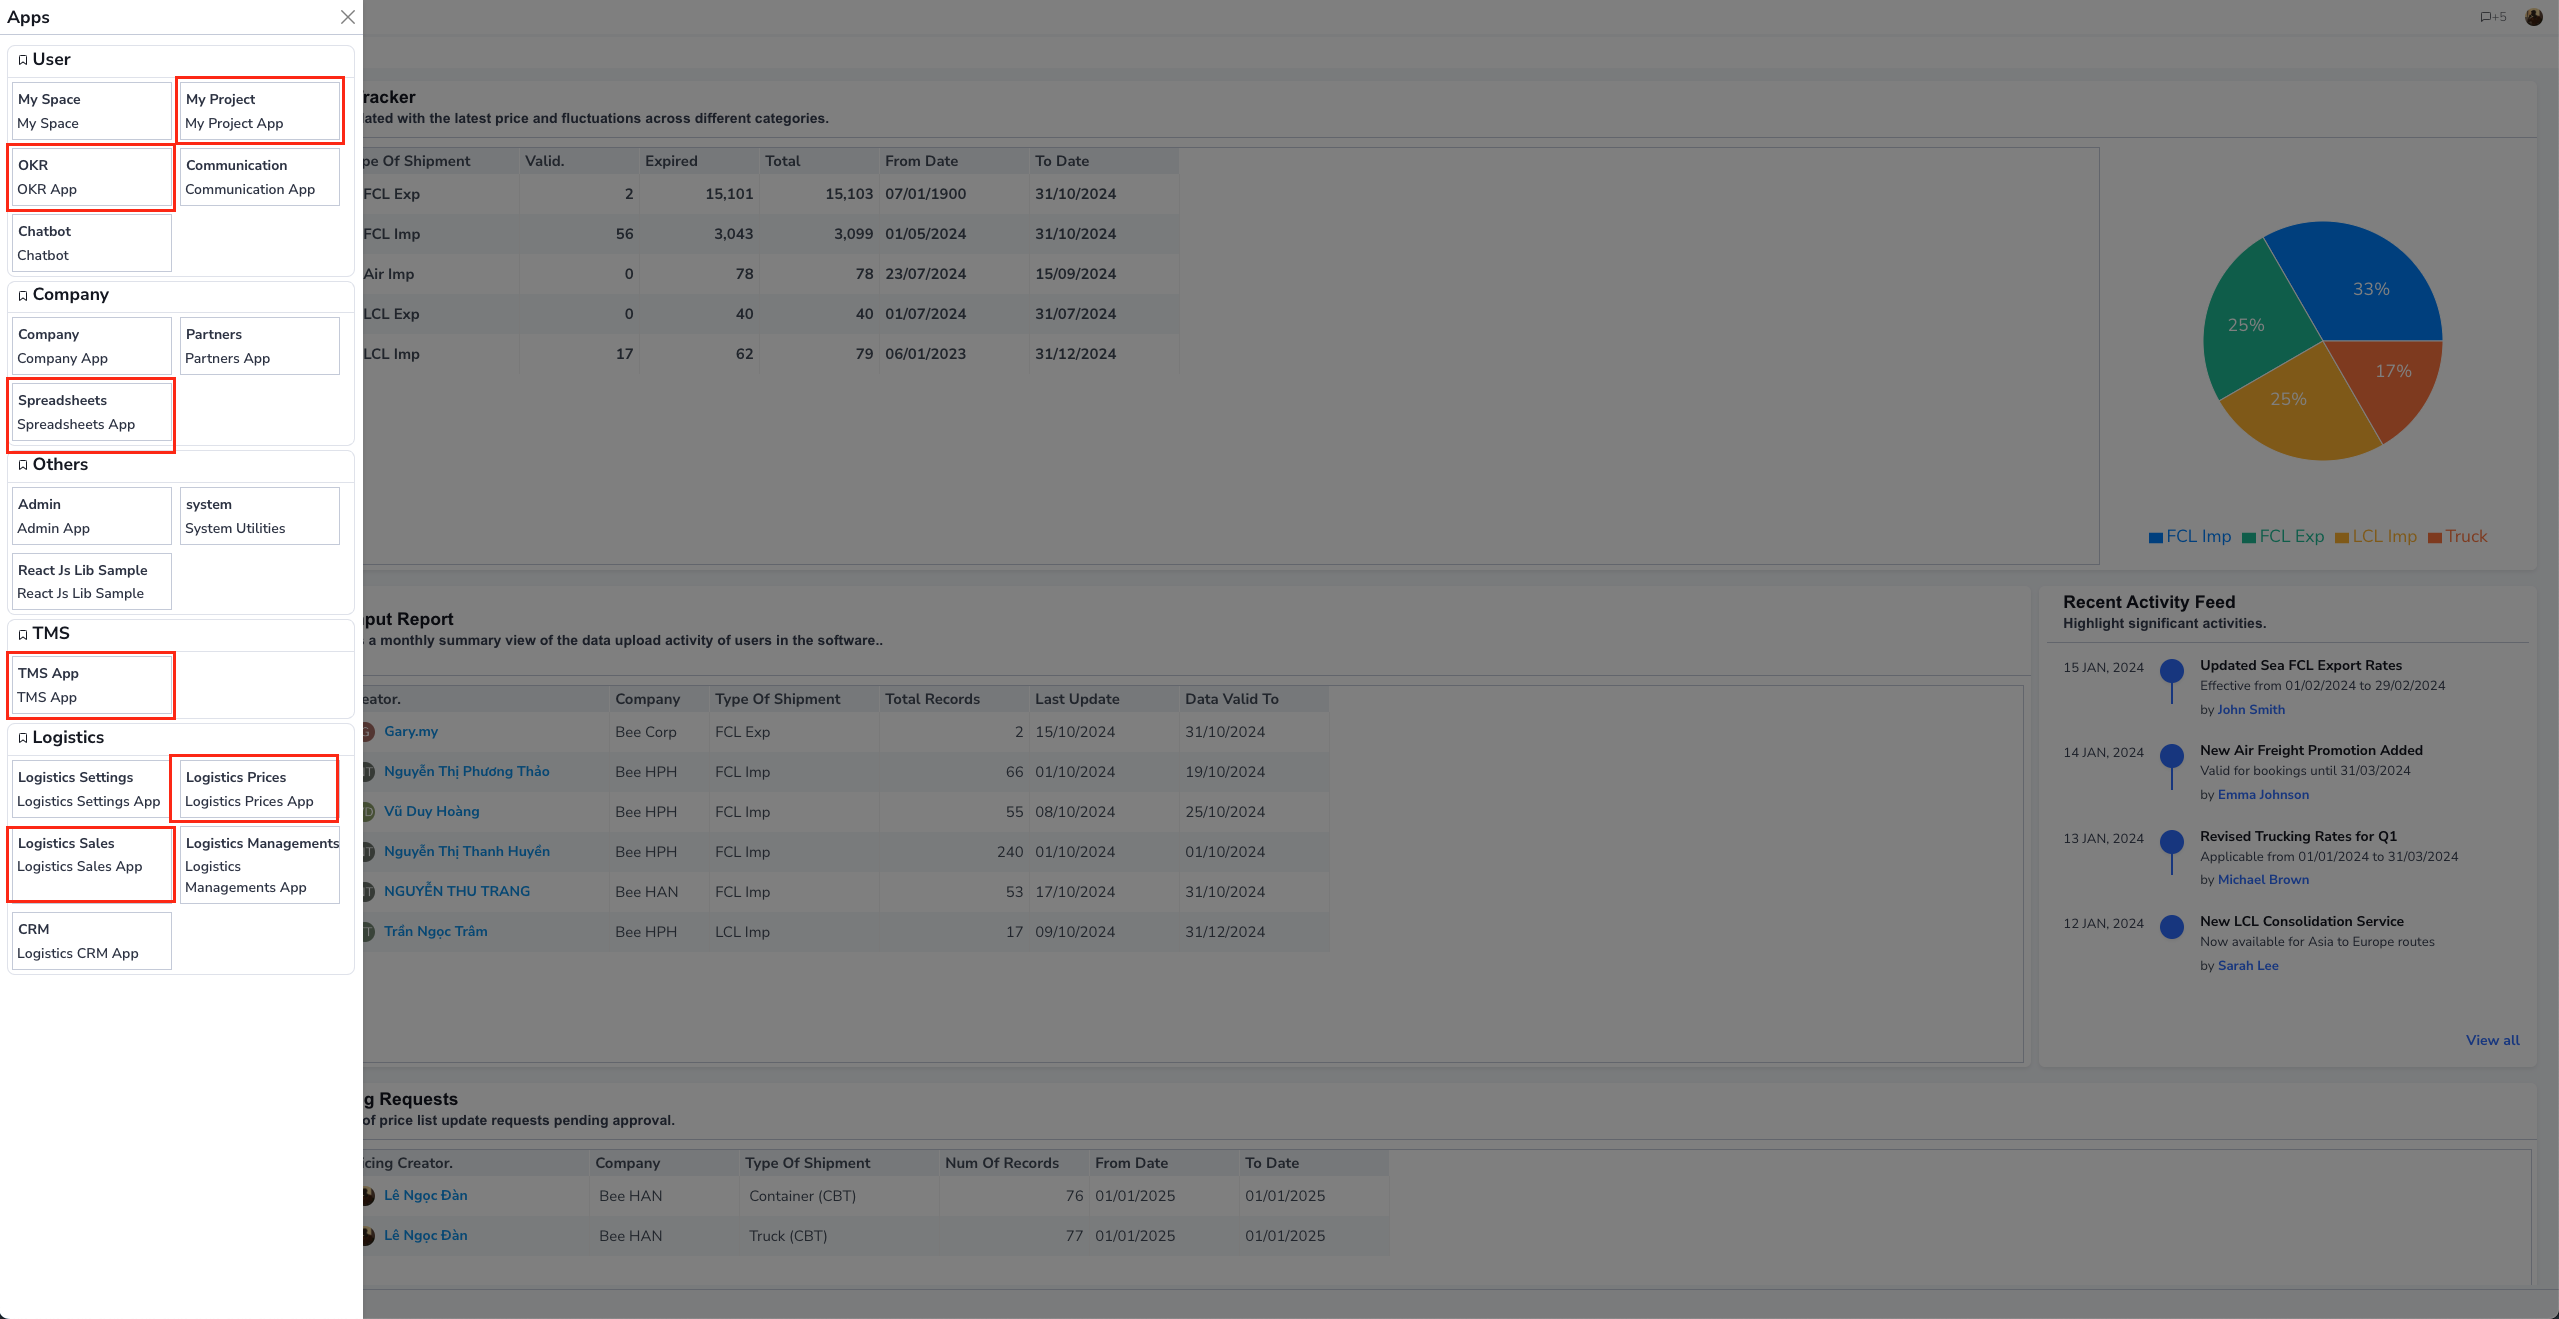 Apps
User
My Space
My Space
My Project
My Project App
OKR
OKR App
Communication
Communication App
Chatbot
Chatbot
Company
Company
Company App
Partners
Partners App
Spreadsheets
Spreadsheets App
Others
Admin
Admin App
system
System Utilities
React Js Lib Sample
React Js Lib Sample
TMS
TMS App
TMS App
Logistics
Logistics Settings
Logistics Settings App
Logistics Prices
Logistics Prices App
Logistics Sales
Logistics Sales App
Logistics Managements
Logistics
Managements App
CRM
Logistics CRM App
+5
racker
ated with the latest price and fluctuations across different categories.
pe Of Shipment Valid. Expired Total From Date To Date
FCL Exp 2 15,101 15,103 07/01/1900 31/10/2024
FCL Imp 56 3,043 3,099 01/05/2024 31/10/2024
Air Imp 0 78 78 23/07/2024 15/09/2024
LCL Exp 0 40 40 01/07/2024 31/07/2024
LCL Imp 17 62 79 06/01/2023 31/12/2024
33%
25%
17%
25%
FCL Imp FCL Exp LCL Imp Truck
put Report
a monthly summary view of the data upload activity of users in the software..
eator. Company Type Of Shipment Total Records Last Update Data Valid To
G Gary.my Bee Corp FCL Exp 2 15/10/2024 31/10/2024
T Nguyễn Thị Phương Thảo Bee HPH FCL Imp 66 01/10/2024 19/10/2024
D Vũ Duy Hoàng Bee HPH FCL Imp 55 08/10/2024 25/10/2024
T Nguyễn Thị Thanh Huyền Bee HPH FCL Imp 240 01/10/2024 01/10/2024
T NGUYỄN THU TRANG Bee HAN FCL Imp 53 17/10/2024 31/10/2024
T Trần Ngọc Trâm Bee HPH LCL Imp 17 09/10/2024 31/12/2024
Recent Activity Feed
Highlight significant activities.
15 JAN, 2024 Updated Sea FCL Export Rates
Effective from 01/02/2024 to 29/02/2024
by John Smith
14 JAN, 2024 New Air Freight Promotion Added
Valid for bookings until 31/03/2024
by Emma Johnson
13 JAN, 2024 Revised Trucking Rates for Q1
Applicable from 01/01/2024 to 31/03/2024
by Michael Brown
12 JAN, 2024 New LCL Consolidation Service
Now available for Asia to Europe routes
by Sarah Lee
View all
g Requests
of price list update requests pending approval.
icing Creator. Company Type Of Shipment Num Of Records From Date To Date
Lê Ngọc Đàn Bee HAN Container (CBT) 76 01/01/2025 01/01/2025
Lê Ngọc Đàn Bee HAN Truck (CBT) 77 01/01/2025 01/01/2025